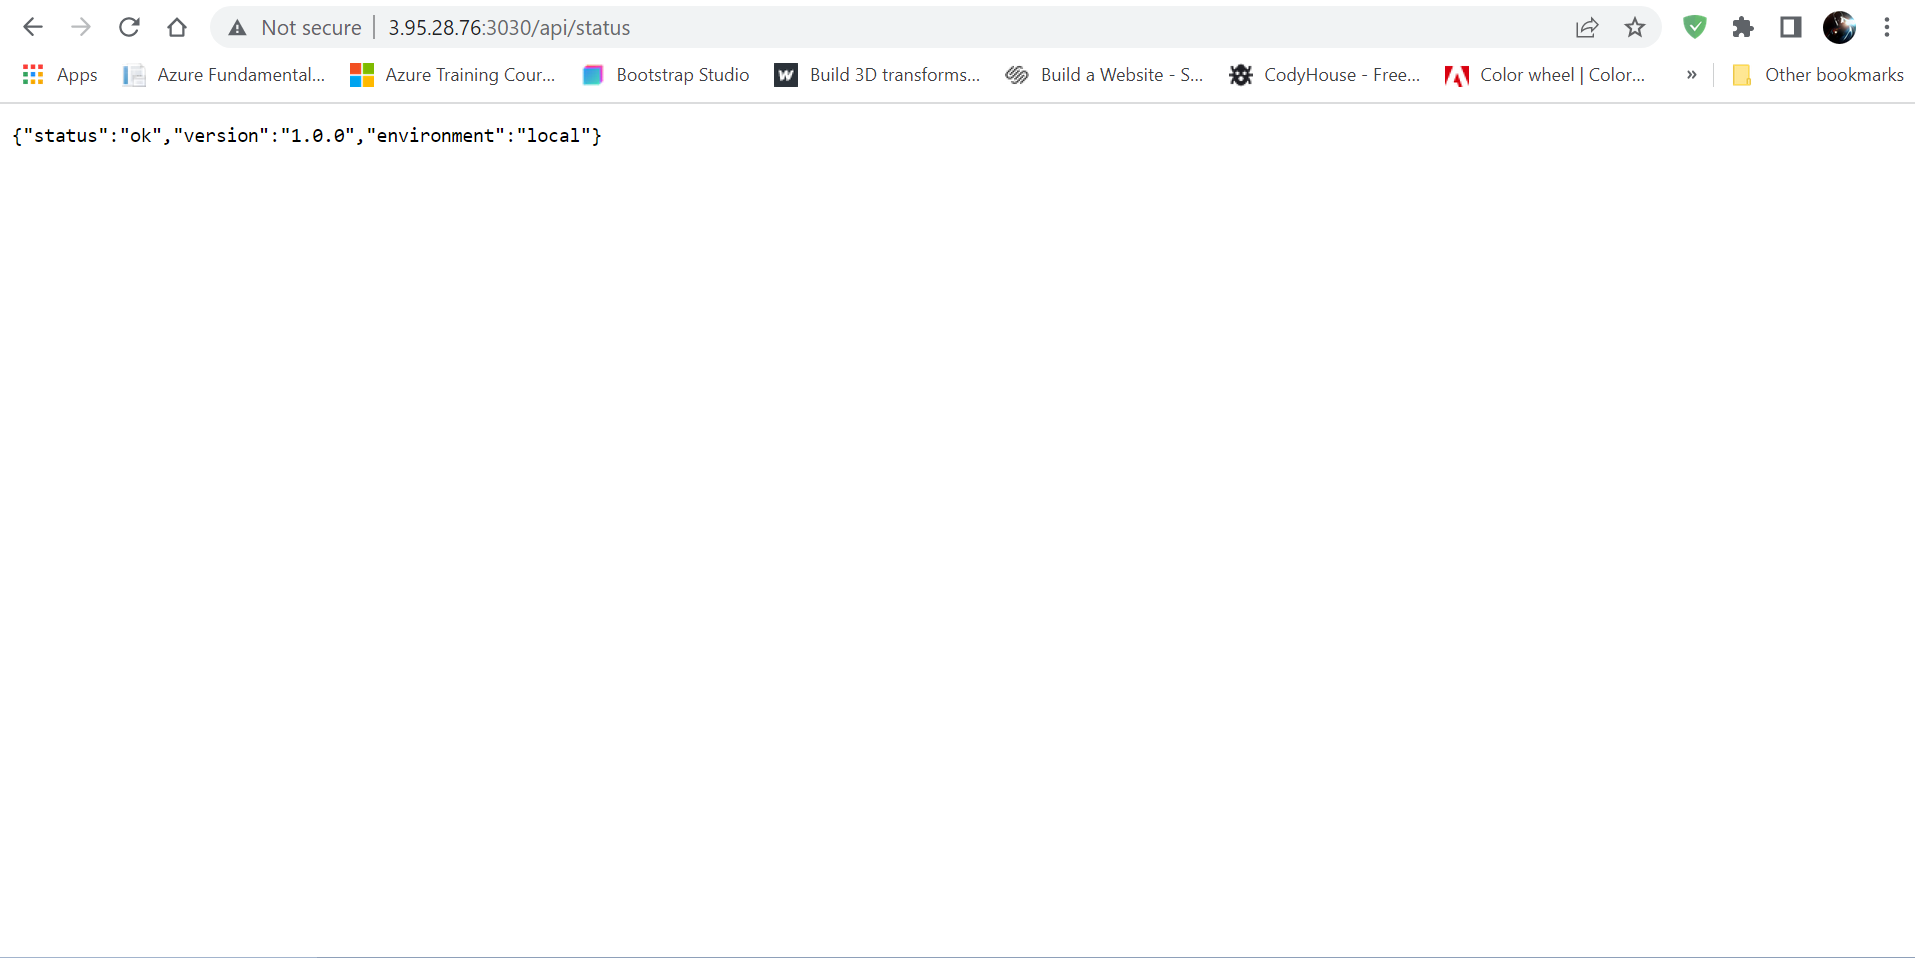 Not secure | 3.95.28.76:3030/api/status
Apps Azure Fundamental... Azure Training Cour... Bootstrap Studio W Build 3D transforms... Build a Website - S... CodyHouse - Free... Color wheel | Color... » Other bookmarks
{"status":"ok","version":"1.0.0","environment":"local"}